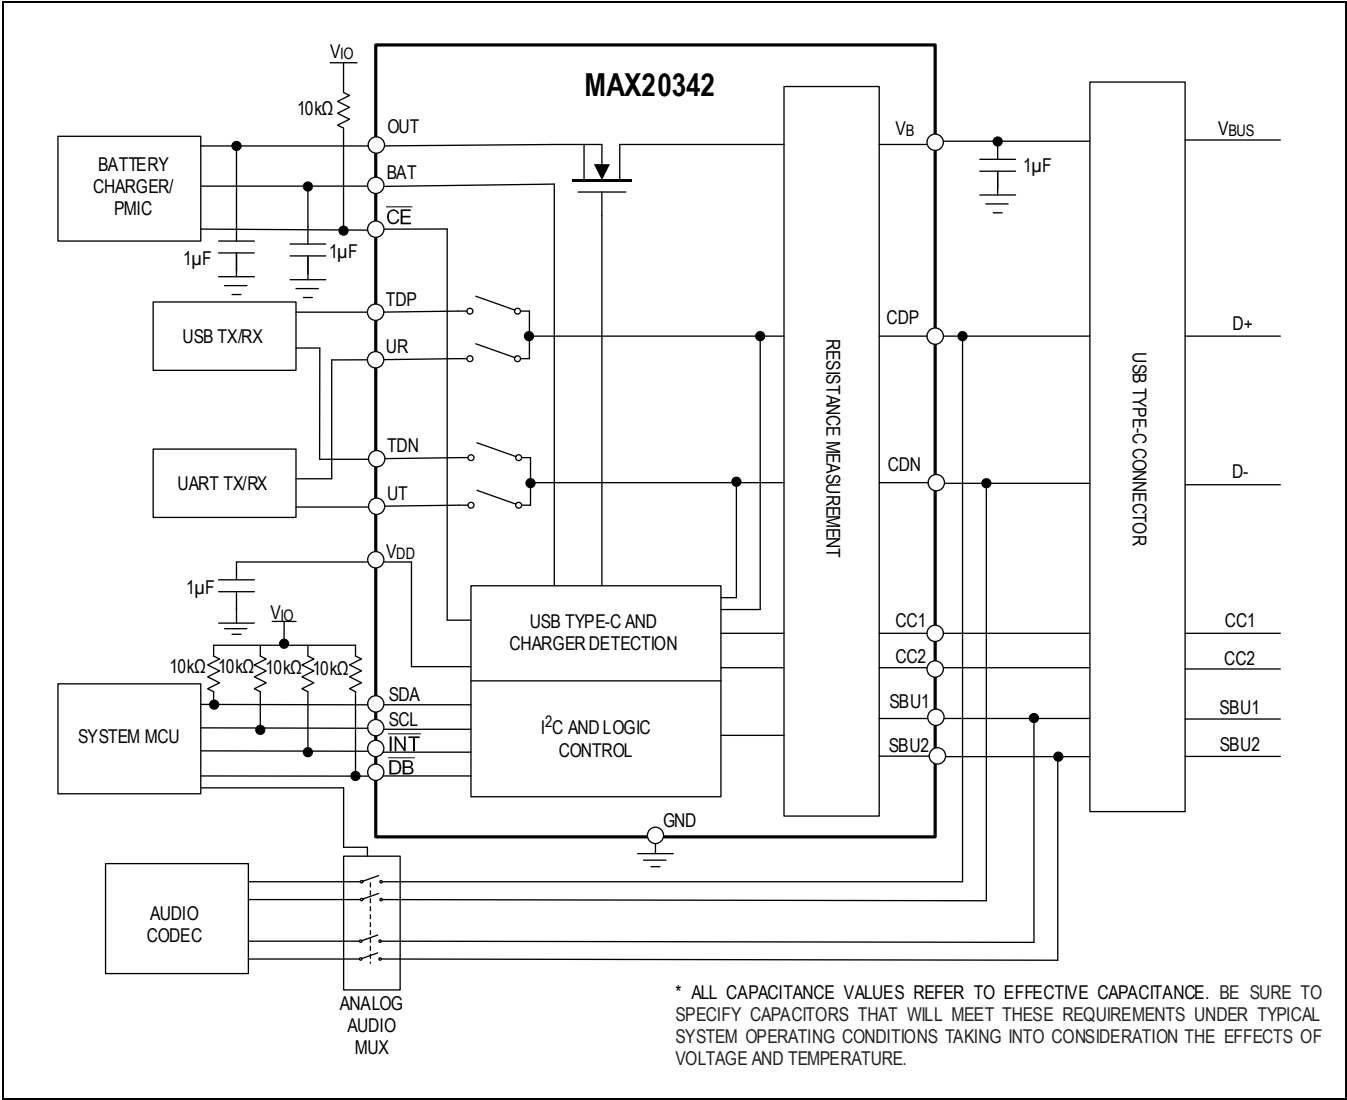 MAX20342
VIO
10kΩ
OUT
BAT
CE
BATTERY
CHARGER/
PMIC
1µF
1µF
VB
1µF
VBUS
TDP
UR
USB TX/RX
CDP
D+
TDN
UT
UART TX/RX
CDN
D-
RESISTANCE MEASUREMENT
USB TYPE-C CONNECTOR
VDD
1µF
VIO
10kΩ 10kΩ 10kΩ 10kΩ
USB TYPE-C AND
CHARGER DETECTION
CC1
CC1
CC2
CC2
SYSTEM MCU
SDA
SCL
INT
DB
I2C AND LOGIC
CONTROL
SBU1
SBU1
SBU2
SBU2
GND
AUDIO
CODEC
ANALOG
AUDIO
MUX
* ALL CAPACITANCE VALUES REFER TO EFFECTIVE CAPACITANCE. BE SURE TO
SPECIFY CAPACITORS THAT WILL MEET THESE REQUIREMENTS UNDER TYPICAL
SYSTEM OPERATING CONDITIONS TAKING INTO CONSIDERATION THE EFFECTS OF
VOLTAGE AND TEMPERATURE.